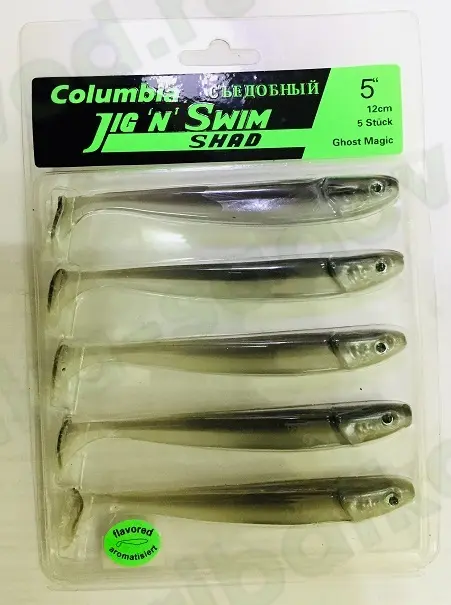 Columbia СЪЕДОБНЫЙ
JIG 'N' SWIM
SHAD
5"
12cm
5 Stück
Ghost Magic
flavored
aromatisiert